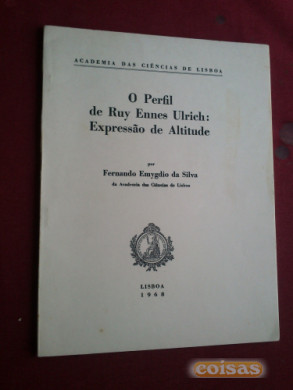 ACADEMIA DAS CIÊNCIAS DE LISBOA
O Perfil
de Ruy Ennes Ulrich:
Expressão de Altitude
por
Fernando Emygdio da Silva
da Academia das Ciências de Lisboa
LISBOA
1968
coisas